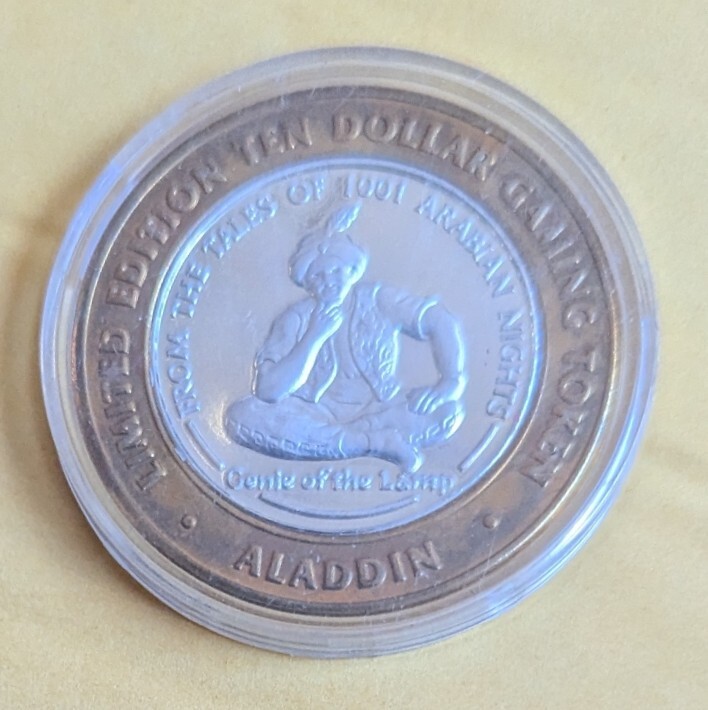 LIMITED EDITION TEN DOLLAR GAMING TOKEN
FROM THE TALES OF 1001 ARABIAN NIGHTS
Genie of the Lamp
• ALADDIN •